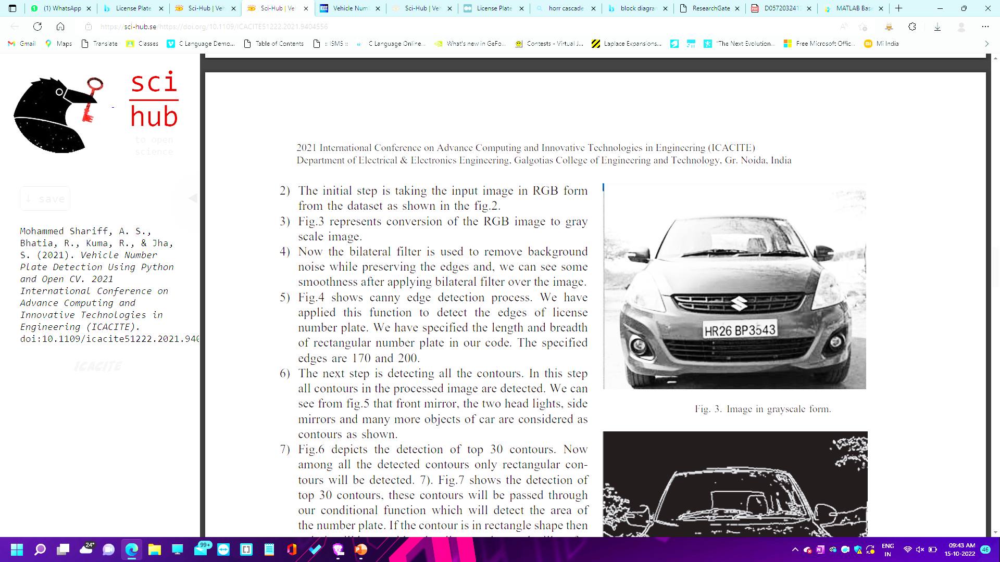 (1) WhatsApp
License Plate
Sci-Hub | Veh
Sci-Hub | Ve
Vehicle Numb
Sci-Hub | Veh
License Plate
horr cascade
block diagran
ResearchGate
D0572032413
MATLAB Base
https://sci-hub.se/https://doi.org/10.1109/ICACITE51222.2021.9404556
Gmail
Maps
Translate
Classes
C Language Demo...
Table of Contents
:: ISMS ::
C Language Online...
What's new in GeFo...
Contests - Virtual J...
Laplace Expansions...
"The Next Evolution...
Free Microsoft Offic...
Mi India
sci
hub
to open
science
↓ save
Mohammed Shariff, A. S.,
Bhatia, R., Kuma, R., & Jha,
S. (2021). Vehicle Number
Plate Detection Using Python
and Open CV. 2021
International Conference on
Advance Computing and
Innovative Technologies in
Engineering (ICACITE).
doi:10.1109/icacite51222.2021.940
ICACITE
2021 International Conference on Advance Computing and Innovative Technologies in Engineering (ICACITE)
Department of Electrical & Electronics Engineering, Galgotias College of Engineering and Technology, Gr. Noida, India
2) The initial step is taking the input image in RGB form
from the dataset as shown in the fig.2.
3) Fig.3 represents conversion of the RGB image to gray
scale image.
4) Now the bilateral filter is used to remove background
noise while preserving the edges and, we can see some
smoothness after applying bilateral filter over the image.
5) Fig.4 shows canny edge detection process. We have
applied this function to detect the edges of license
number plate. We have specified the length and breadth
of rectangular number plate in our code. The specified
edges are 170 and 200.
6) The next step is detecting all the contours. In this step
all contours in the processed image are detected. We can
see from fig.5 that front mirror, the two head lights, side
mirrors and many more objects of car are considered as
contours as shown.
7) Fig.6 depicts the detection of top 30 contours. Now
among all the detected contours only rectangular con-
tours will be detected. 7). Fig.7 shows the detection of
top 30 contours, these contours will be passed through
our conditional function which will detect the area of
the number plate. If the contour is in rectangle shape then
HR26 BP3543
Fig. 3. Image in grayscale form.
24°
99+
ENG
IN
09:43 AM
15-10-2022
46